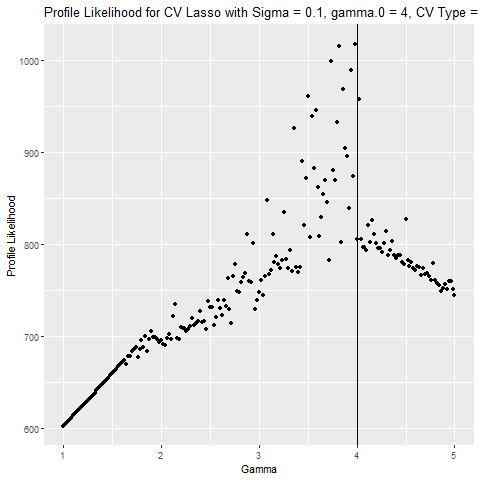 Profile Likelihood for CV Lasso with Sigma = 0.1, gamma.0 = 4, CV Type =
1000
900
800
700
600
Profile Likelihood
1 2 3 4 5
Gamma